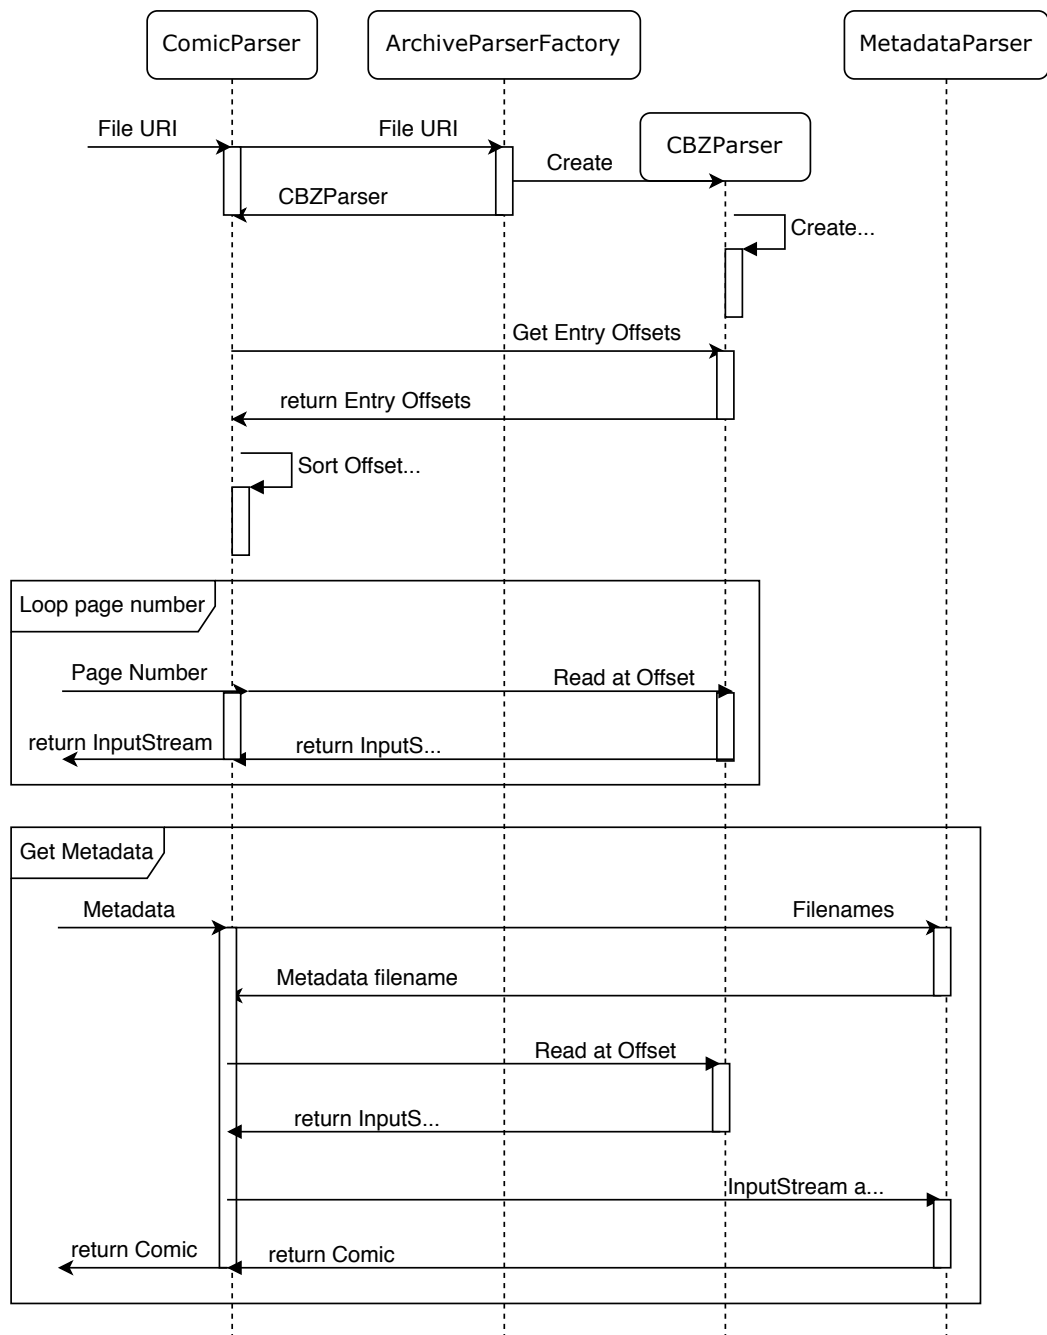 ComicParser
ArchiveParserFactory
MetadataParser
File URI
File URI
CBZParser
Create
CBZParser
Create...
Get Entry Offsets
return Entry Offsets
Sort Offset...
Loop page number
Page Number
Read at Offset
return InputStream
return InputS...
Get Metadata
Metadata
Filenames
Metadata filename
Read at Offset
return InputS...
InputStream a...
return Comic
return Comic